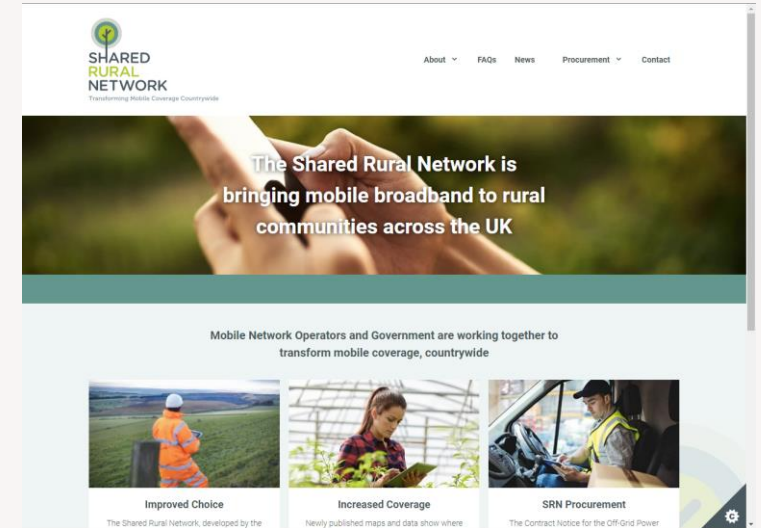 SHARED
RURAL
NETWORK
Transforming Mobile Coverage Countrywide
About FAQs News Procurement Contact
The Shared Rural Network is
bringing mobile broadband to rural
communities across the UK
Mobile Network Operators and Government are working together to
transform mobile coverage, countrywide
Improved Choice
The Shared Rural Network, developed by the
Increased Coverage
Newly published maps and data show where
SRN Procurement
The Contract Notice for the Off-Grid Power